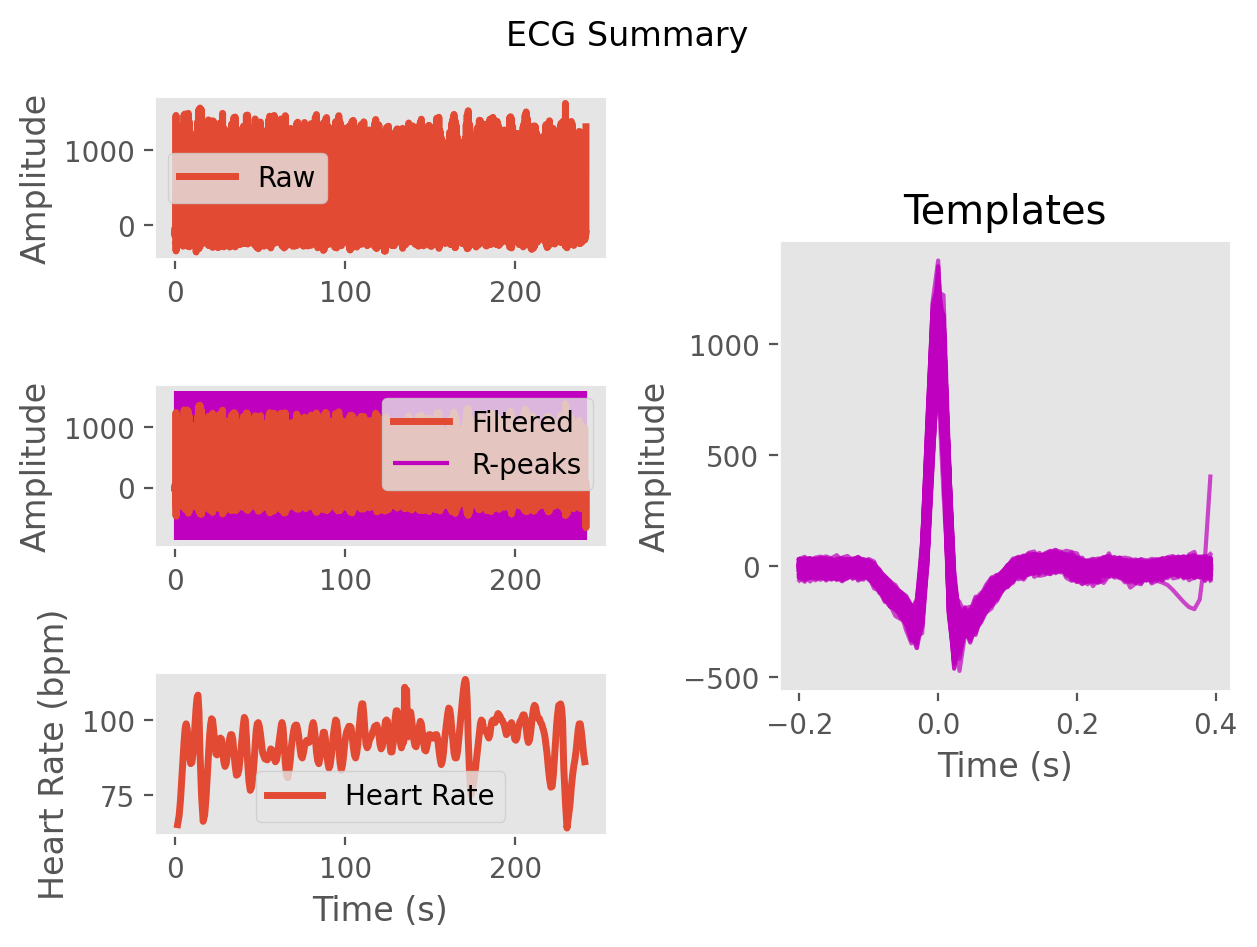 ECG Summary
Amplitude
1000
0
Raw
0 100 200
Amplitude
1000
0
Filtered
R-peaks
0 100 200
Heart Rate (bpm)
100
75
Heart Rate
0 100 200
Time (s)
Templates
Amplitude
1000
500
0
−500
−0.2 0.0 0.2 0.4
Time (s)